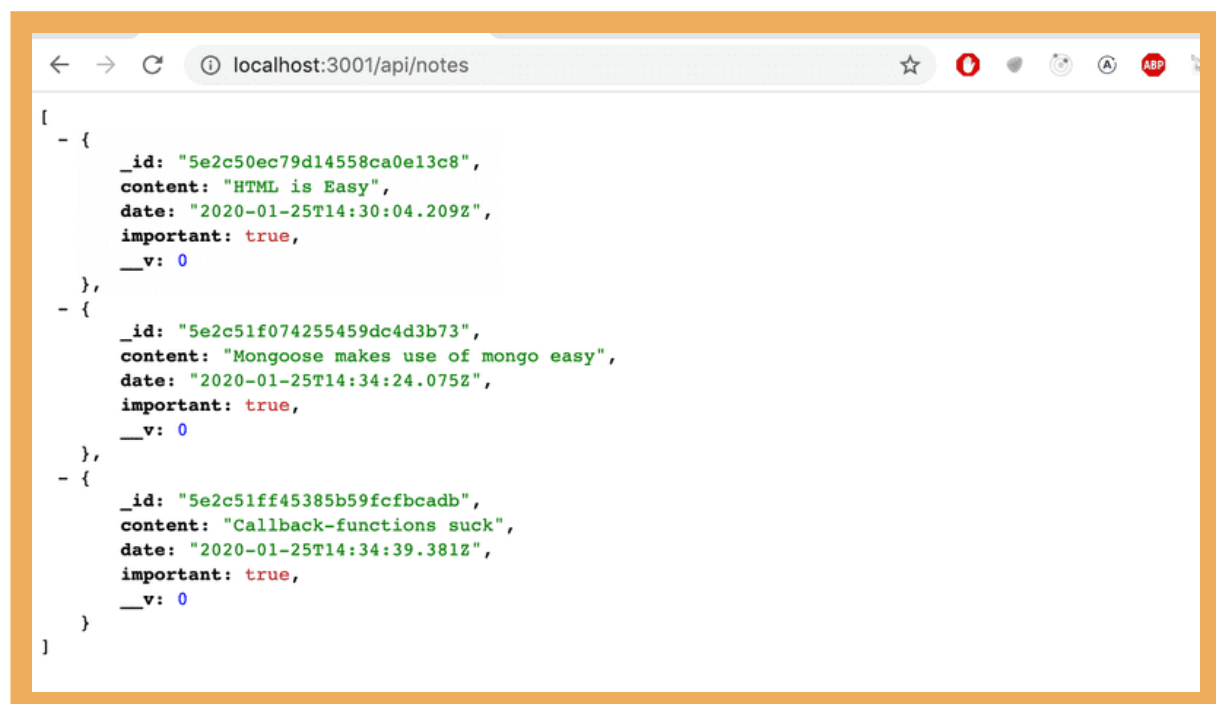 localhost:3001/api/notes
A
ABP
[
- {
_id: "5e2c50ec79d14558ca0e13c8",
content: "HTML is Easy",
date: "2020-01-25T14:30:04.209Z",
important: true,
__v: 0
},
- {
_id: "5e2c51f074255459dc4d3b73",
content: "Mongoose makes use of mongo easy",
date: "2020-01-25T14:34:24.075Z",
important: true,
__v: 0
},
- {
_id: "5e2c51ff45385b59fcfbcadb",
content: "Callback-functions suck",
date: "2020-01-25T14:34:39.381Z",
important: true,
__v: 0
}
]